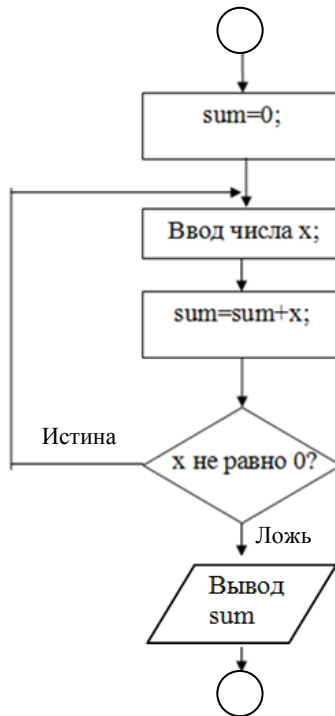 sum=0;
Ввод числа x;
sum=sum+x;
Истина
x не равно 0?
Ложь
Вывод
sum